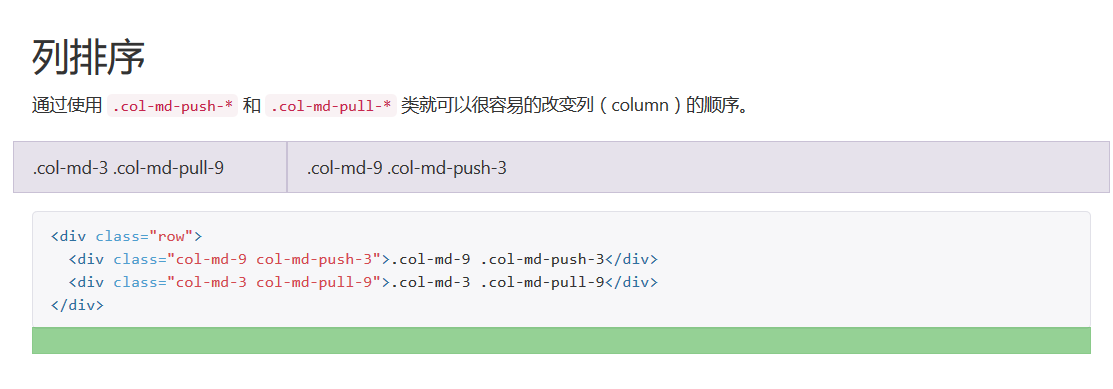 列排序
通过使用 .col-md-push-* 和 .col-md-pull-* 类就可以很容易的改变列（column）的顺序。
.col-md-3 .col-md-pull-9 .col-md-9 .col-md-push-3
<div class="row">
  <div class="col-md-9 col-md-push-3">.col-md-9 .col-md-push-3</div>
  <div class="col-md-3 col-md-pull-9">.col-md-3 .col-md-pull-9</div>
</div>